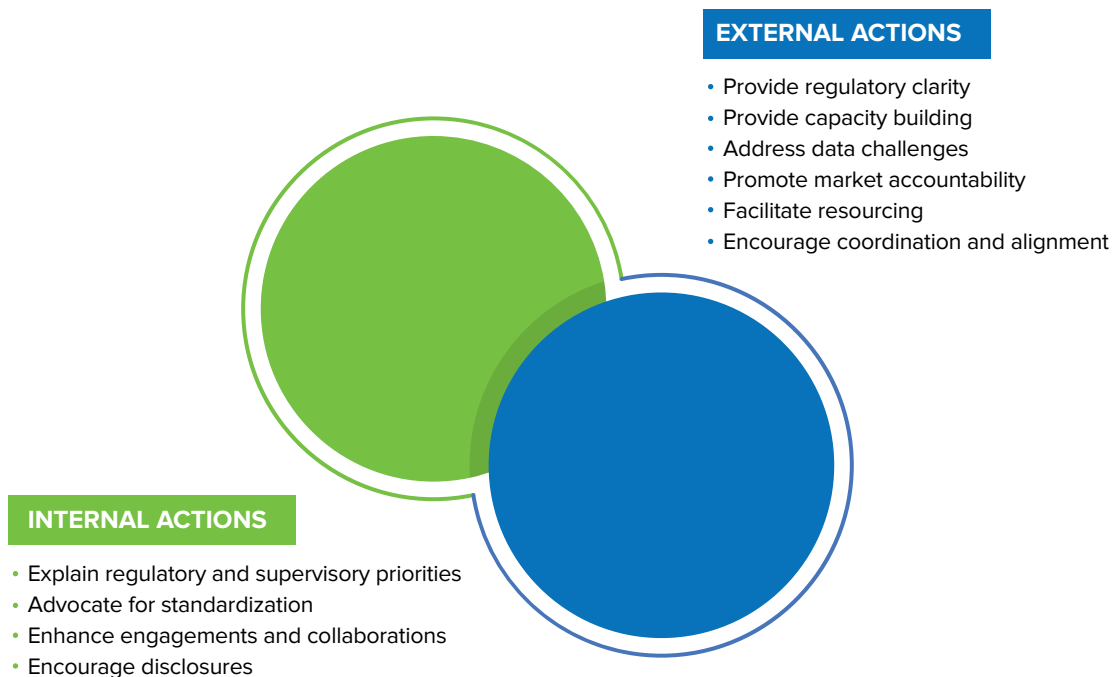 EXTERNAL ACTIONS
• Provide regulatory clarity
• Provide capacity building
• Address data challenges
• Promote market accountability
• Facilitate resourcing
• Encourage coordination and alignment
INTERNAL ACTIONS
• Explain regulatory and supervisory priorities
• Advocate for standardization
• Enhance engagements and collaborations
• Encourage disclosures